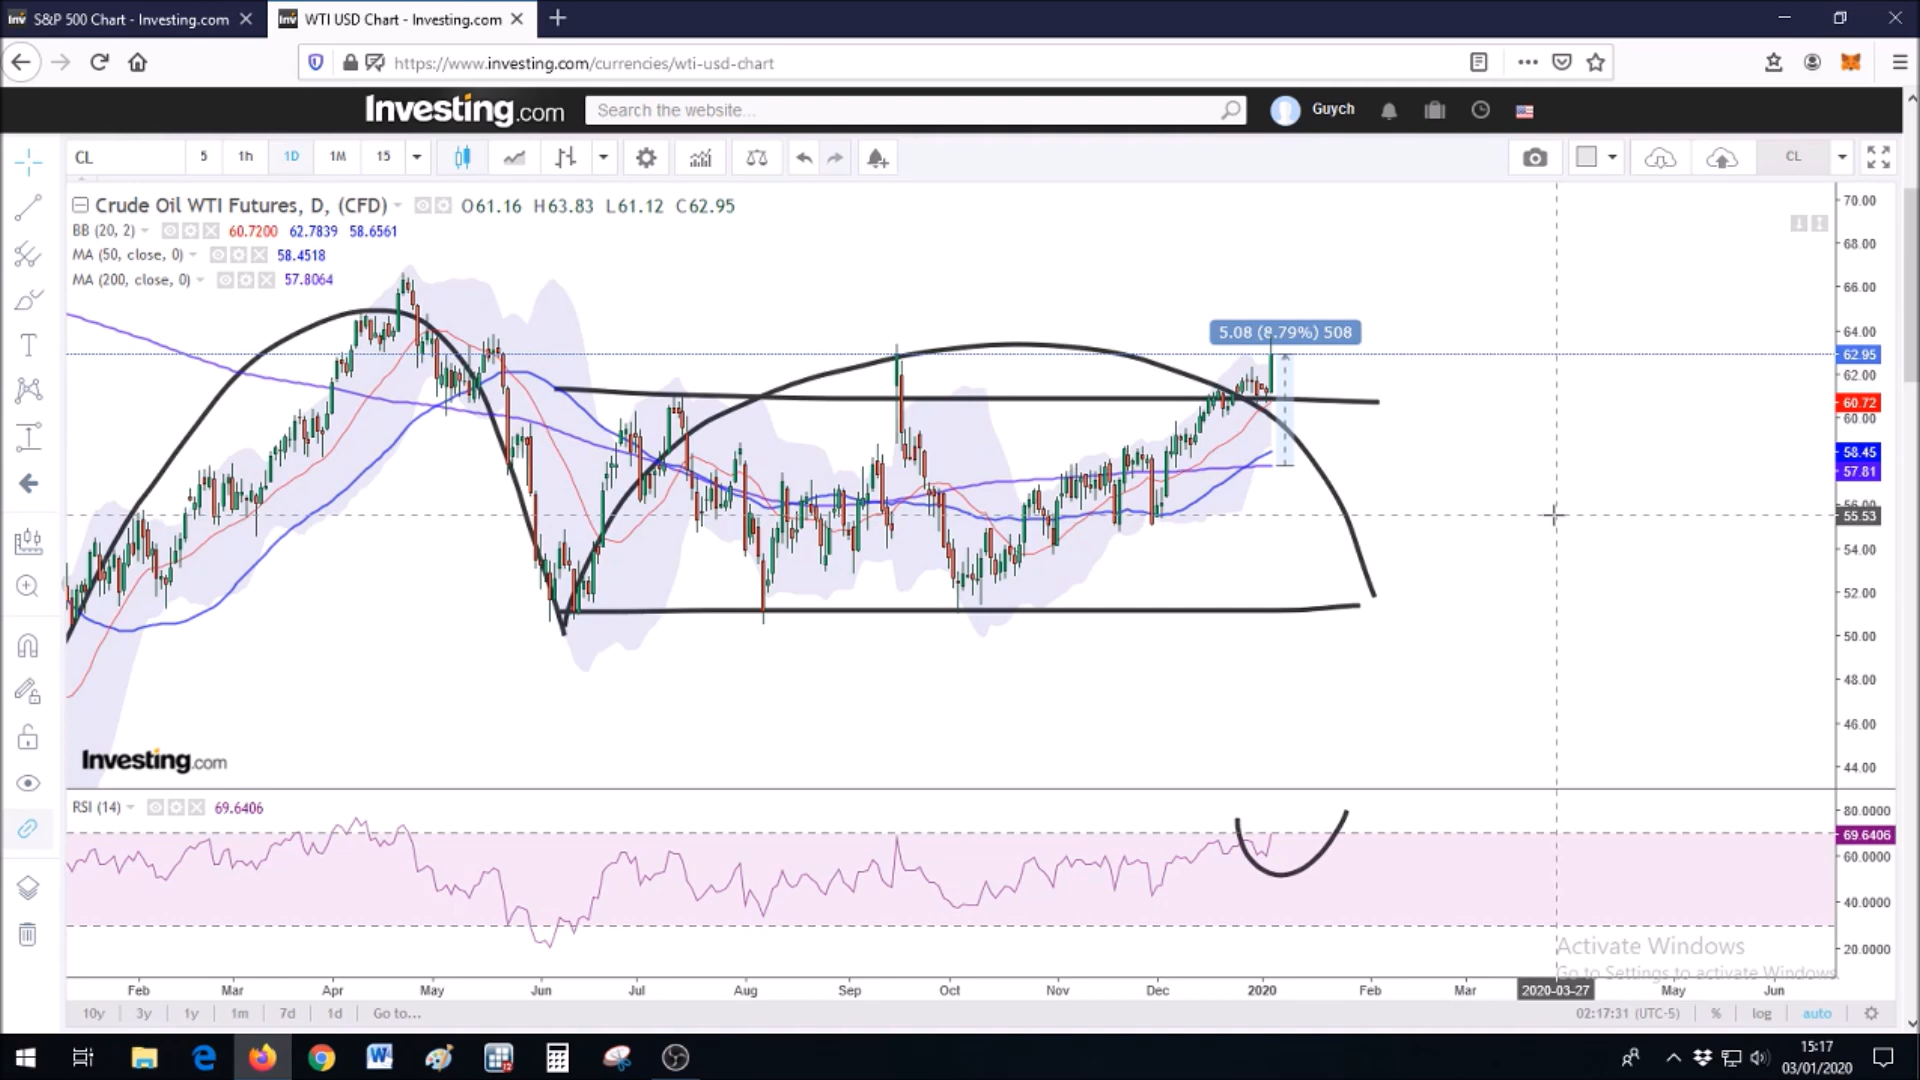 S&P 500 Chart - Investing.com
WTI USD Chart - Investing.com
https://www.investing.com/currencies/wti-usd-chart
Investing.com
Search the website...
Guych
CL 5 1h 1D 1M 15 CL
Crude Oil WTI Futures, D, (CFD) O61.16 H63.83 L61.12 C62.95
BB (20, 2) 60.7200 62.7839 58.6561
MA (50, close, 0) 58.4518
MA (200, close, 0) 57.8064
5.08 (8.79%) 508
70.00
68.00
66.00
64.00
62.95
62.00
60.72
60.00
58.45
57.81
56.00
55.53
54.00
52.00
50.00
48.00
46.00
44.00
Investing.com
RSI (14) 69.6406
80.0000
69.6406
60.0000
40.0000
20.0000
Activate Windows
Go to Settings to activate Windows.
Feb Mar Apr May Jun Jul Aug Sep Oct Nov Dec 2020 Feb Mar 2020-03-27 May Jun
10y 3y 1y 1m 7d 1d Go to... 02:17:31 (UTC-5) % log auto
15:17
03/01/2020